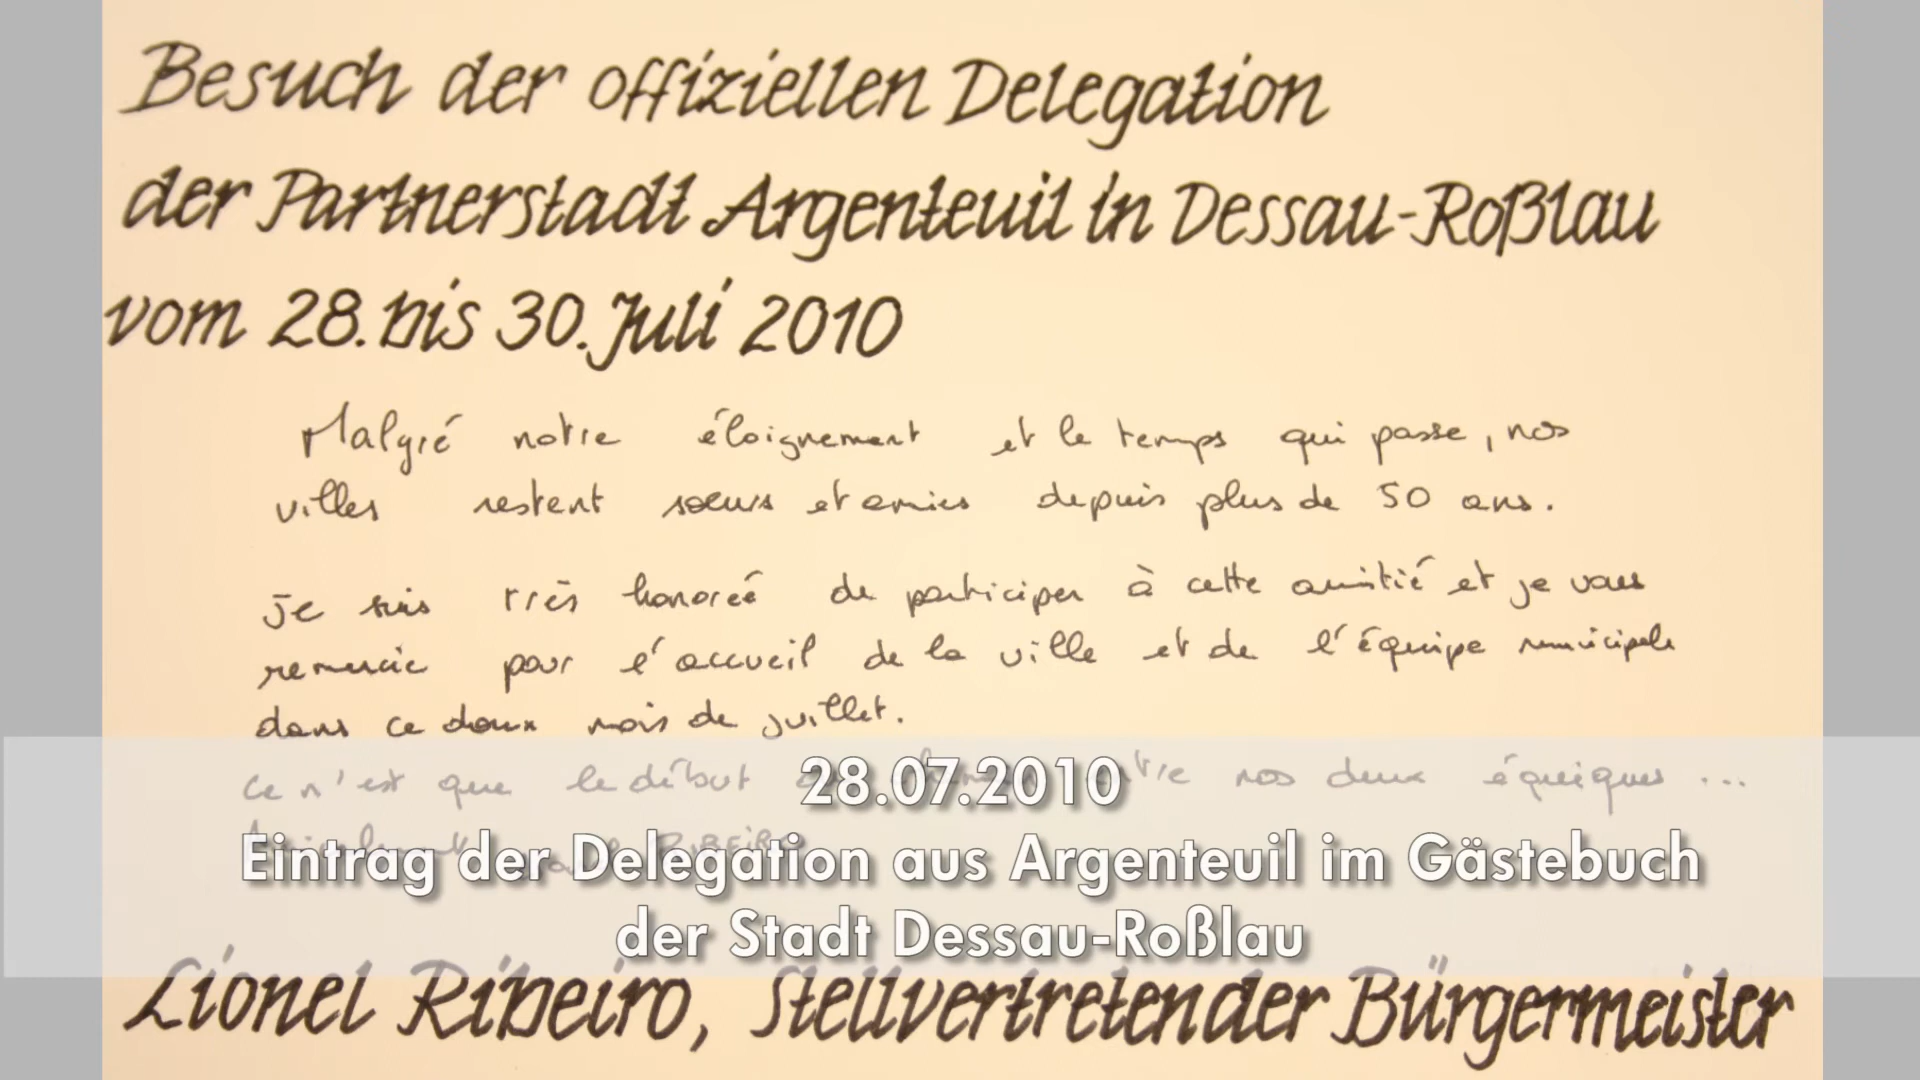 Besuch der offiziellen Delegation
der Partnerstadt Argenteuil in Dessau-Roßlau
vom 28. bis 30. Juli 2010
Malgré notre éloignement et le temps qui passe, nos
villes restent sœurs et amies depuis plus de 50 ans.
Je suis très honoré de participer à cette amitié et je vous
remercie pour l'accueil de la ville et de l'équipe municipale
dans ce doux mois de juillet.
Ce n'est que le début nos deux équiques ...
28.07.2010
Eintrag der Delegation aus Argenteuil im Gästebuch
der Stadt Dessau-Roßlau
Lionel Ribeiro, Stellvertretender Bürgermeister